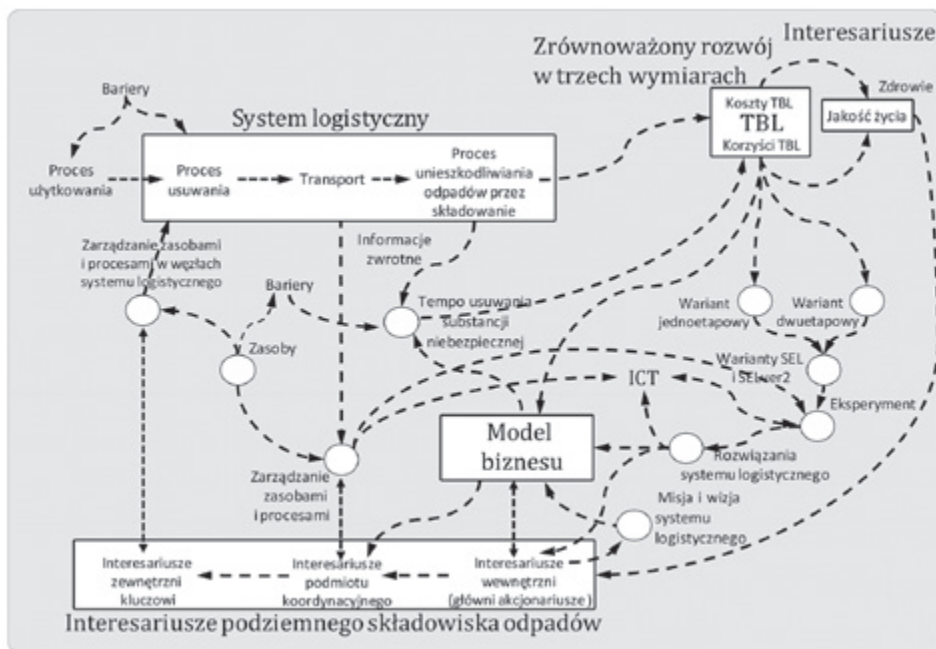 Interesariusze
Zrównoważony rozwój
w trzech wymiarach
Zdrowie
Bariery
Koszty TBL
TBL
Korzyści TBL
Jakość życia
System logistyczny
Proces
użytkowania
Proces
usuwania
Transport
Proces
unieszkodliwiania
odpadów przez
składowanie
Zarządzanie zasobami
i procesami w węzłach
systemu logistycznego
Informacje
zwrotne
Bariery
Tempo usuwania
substancji
niebezpiecznej
Wariant
jednoetapowy
Wariant
dwuetapowy
Zasoby
Warianty SEL
i SELwer2
ICT
Eksperyment
Model
biznesu
Rozwiązania
systemu logistycznego
Zarządzanie
zasobami
i procesami
Misja i wizja
systemu
logistycznego
Interesariusze
zewnętrzni
kluczowi
Interesariusze
podmiotu
koordynacyjnego
Interesariusze
wewnętrzni
(główni akcjonariusze)
Interesariusze podziemnego składowiska odpadów